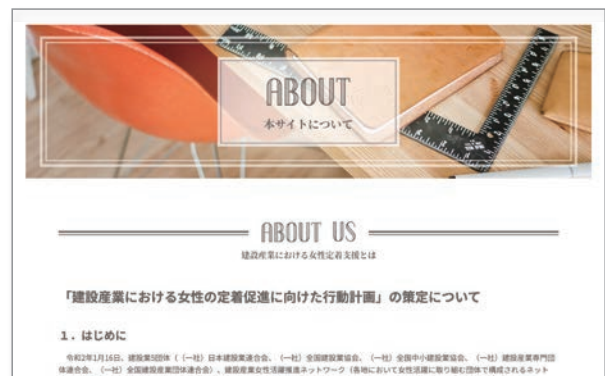 ABOUT
本サイトについて
ABOUT US
建設産業における女性定着支援とは
「建設産業における女性の定着促進に向けた行動計画」の策定について
1．はじめに
令和2年1月16日、建設業5団体（（一社）日本建設業連合会、（一社）全国建設業協会、（一社）全国中小建設業協会、（一社）建設産業専門団
体連合会、（一社）全国建設産業団体連合会）、建設産業女性活躍推進ネットワーク（各地において女性活躍に取り組む団体で構成されるネット